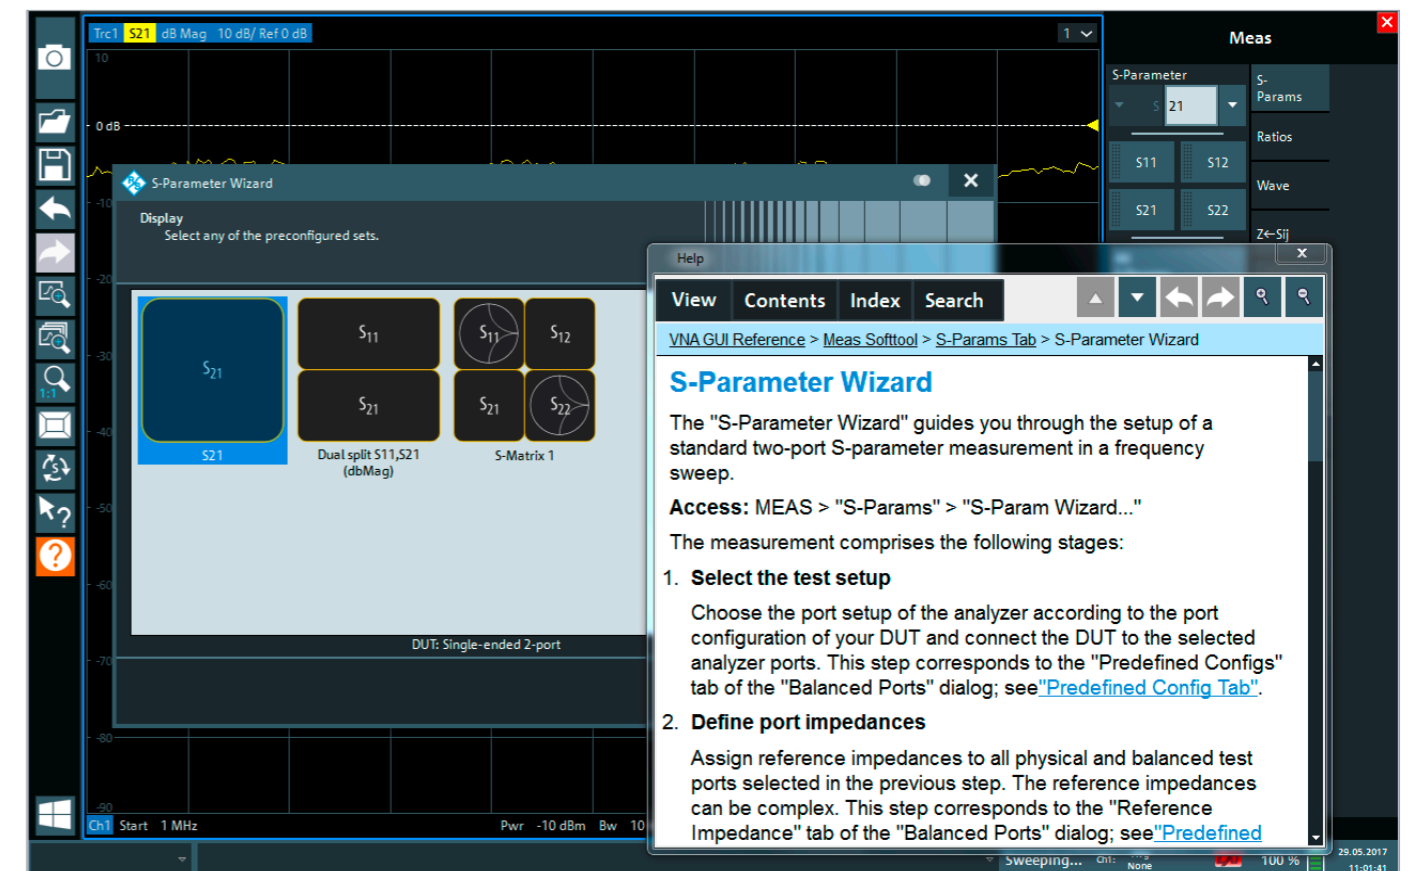 Trc1 S21 dB Mag 10 dB/ Ref 0 dB
1
10
0 dB
-10
-20
-30
-40
-50
-60
-70
-80
-90
Ch1 Start 1 MHz
Pwr -10 dBm Bw 10
1:1
S-Parameter Wizard
Display
Select any of the preconfigured sets.
S21
S21
S11
S21
Dual split S11,S21
(dbMag)
S11
S12
S21
S22
S-Matrix 1
DUT: Single-ended 2-port
Meas
S-Parameter
S 21
S11
S12
S21
S22
S-
Params
Ratios
Wave
Z←Sij
Help
View
Contents
Index
Search
VNA GUI Reference > Meas Softtool > S-Params Tab > S-Parameter Wizard
S-Parameter Wizard
The "S-Parameter Wizard" guides you through the setup of a
standard two-port S-parameter measurement in a frequency
sweep.
Access: MEAS > "S-Params" > "S-Param Wizard..."
The measurement comprises the following stages:
1. Select the test setup
Choose the port setup of the analyzer according to the port
configuration of your DUT and connect the DUT to the selected
analyzer ports. This step corresponds to the "Predefined Configs"
tab of the "Balanced Ports" dialog; see"Predefined Config Tab".
2. Define port impedances
Assign reference impedances to all physical and balanced test
ports selected in the previous step. The reference impedances
can be complex. This step corresponds to the "Reference
Impedance" tab of the "Balanced Ports" dialog; see"Predefined
Sweeping...
Ch1:
None
100 %
29.05.2017
11:01:41